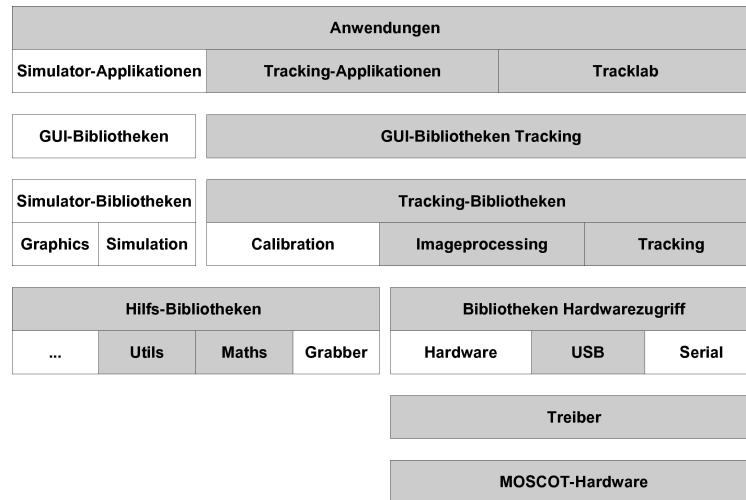 Anwendungen
Simulator-Applikationen Tracking-Applikationen Tracklab
GUI-Bibliotheken GUI-Bibliotheken Tracking
Simulator-Bibliotheken Tracking-Bibliotheken
Graphics Simulation Calibration Imageprocessing Tracking
Hilfs-Bibliotheken Bibliotheken Hardwarezugriff
... Utils Maths Grabber Hardware USB Serial
Treiber
MOSCOT-Hardware